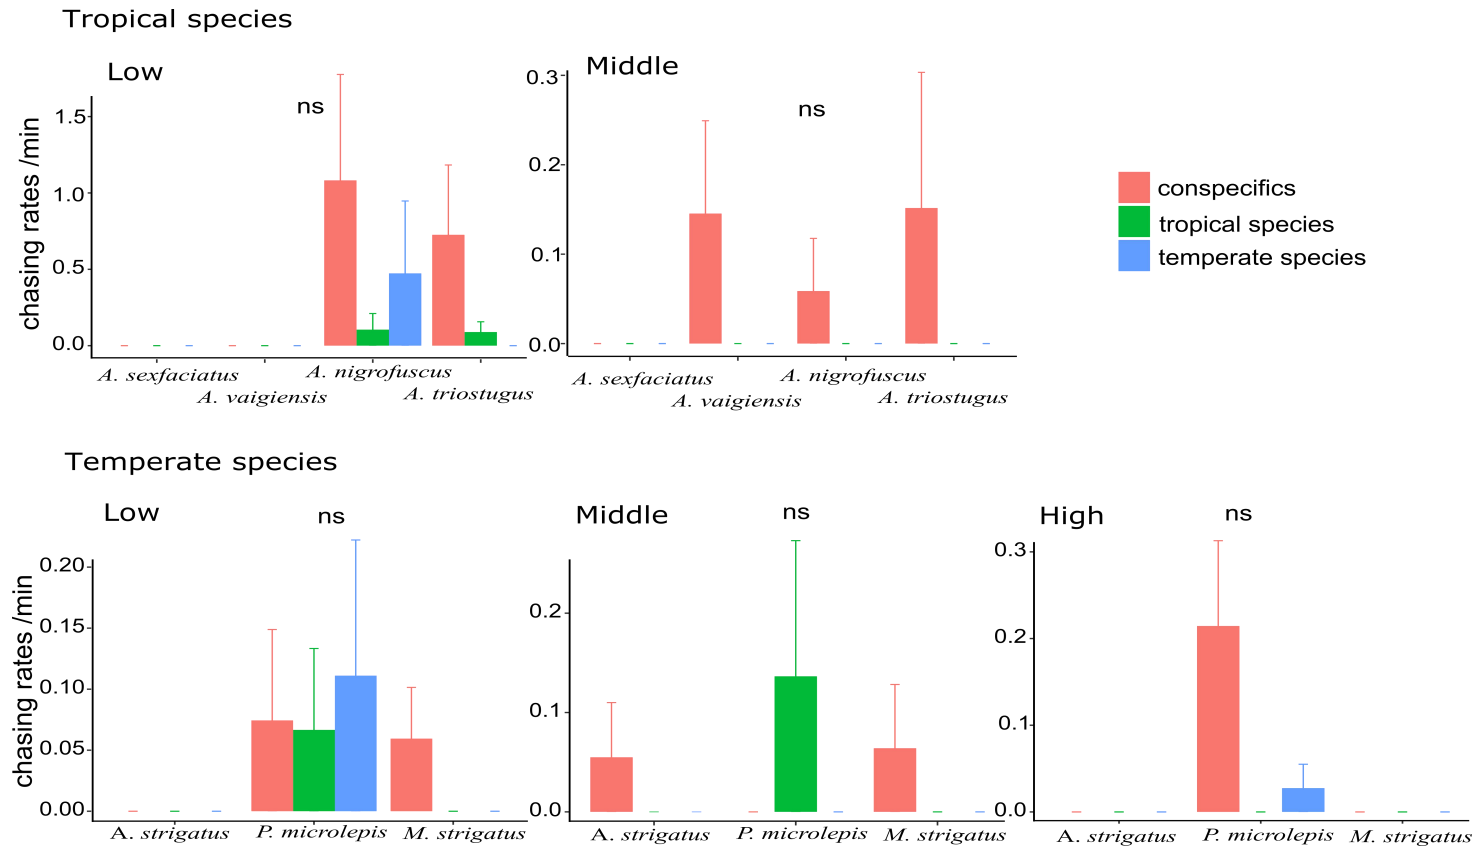 Tropical species
Low
Middle
ns
ns
chasing rates /min
1.5
1.0
0.5
0.0
0.3
0.2
0.1
0.0
A. sexfaciatus
A. vaigiensis
A. nigrofuscus
A. triostugus
A. sexfaciatus
A. vaigiensis
A. nigrofuscus
A. triostugus
conspecifics
tropical species
temperate species
Temperate species
Low
ns
Middle
ns
High
ns
chasing rates /min
0.20
0.15
0.10
0.05
0.00
0.2
0.1
0.0
0.3
0.2
0.1
0.0
A. strigatus
P. microlepis
M. strigatus
A. strigatus
P. microlepis
M. strigatus
A. strigatus
P. microlepis
M. strigatus